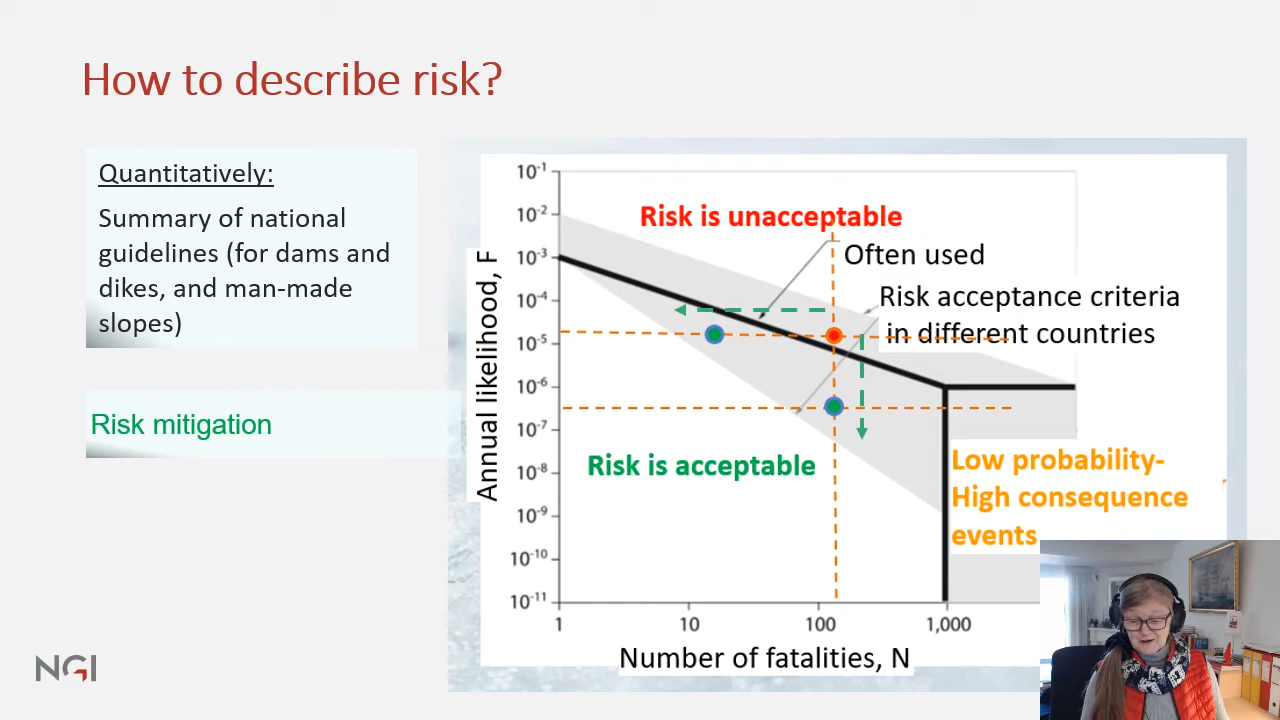 How to describe risk?
Quantitatively:
Summary of national
guidelines (for dams and
dikes, and man-made
slopes)
Risk mitigation
Annual likelihood, F
10-1
10-2
10-3
10-4
10-5
10-6
10-7
10-8
10-9
10-10
10-11
Risk is unacceptable
Often used
Risk acceptance criteria
in different countries
Risk is acceptable
Low probability-
High consequence
events
1
10
100
1,000
Number of fatalities, N
NGI